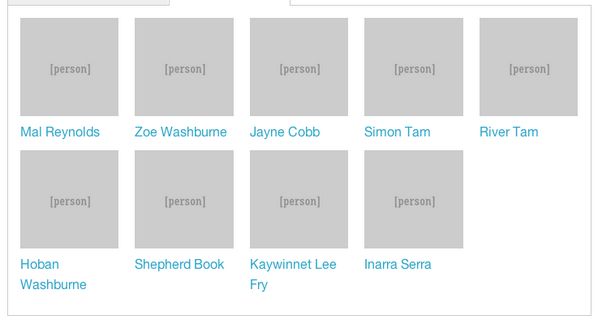 [person] [person] [person] [person] [person]
Mal Reynolds Zoe Washburne Jayne Cobb Simon Tam River Tam
[person] [person] [person] [person]
Hoban Washburne Shepherd Book Kaywinnet Lee Fry Inarra Serra